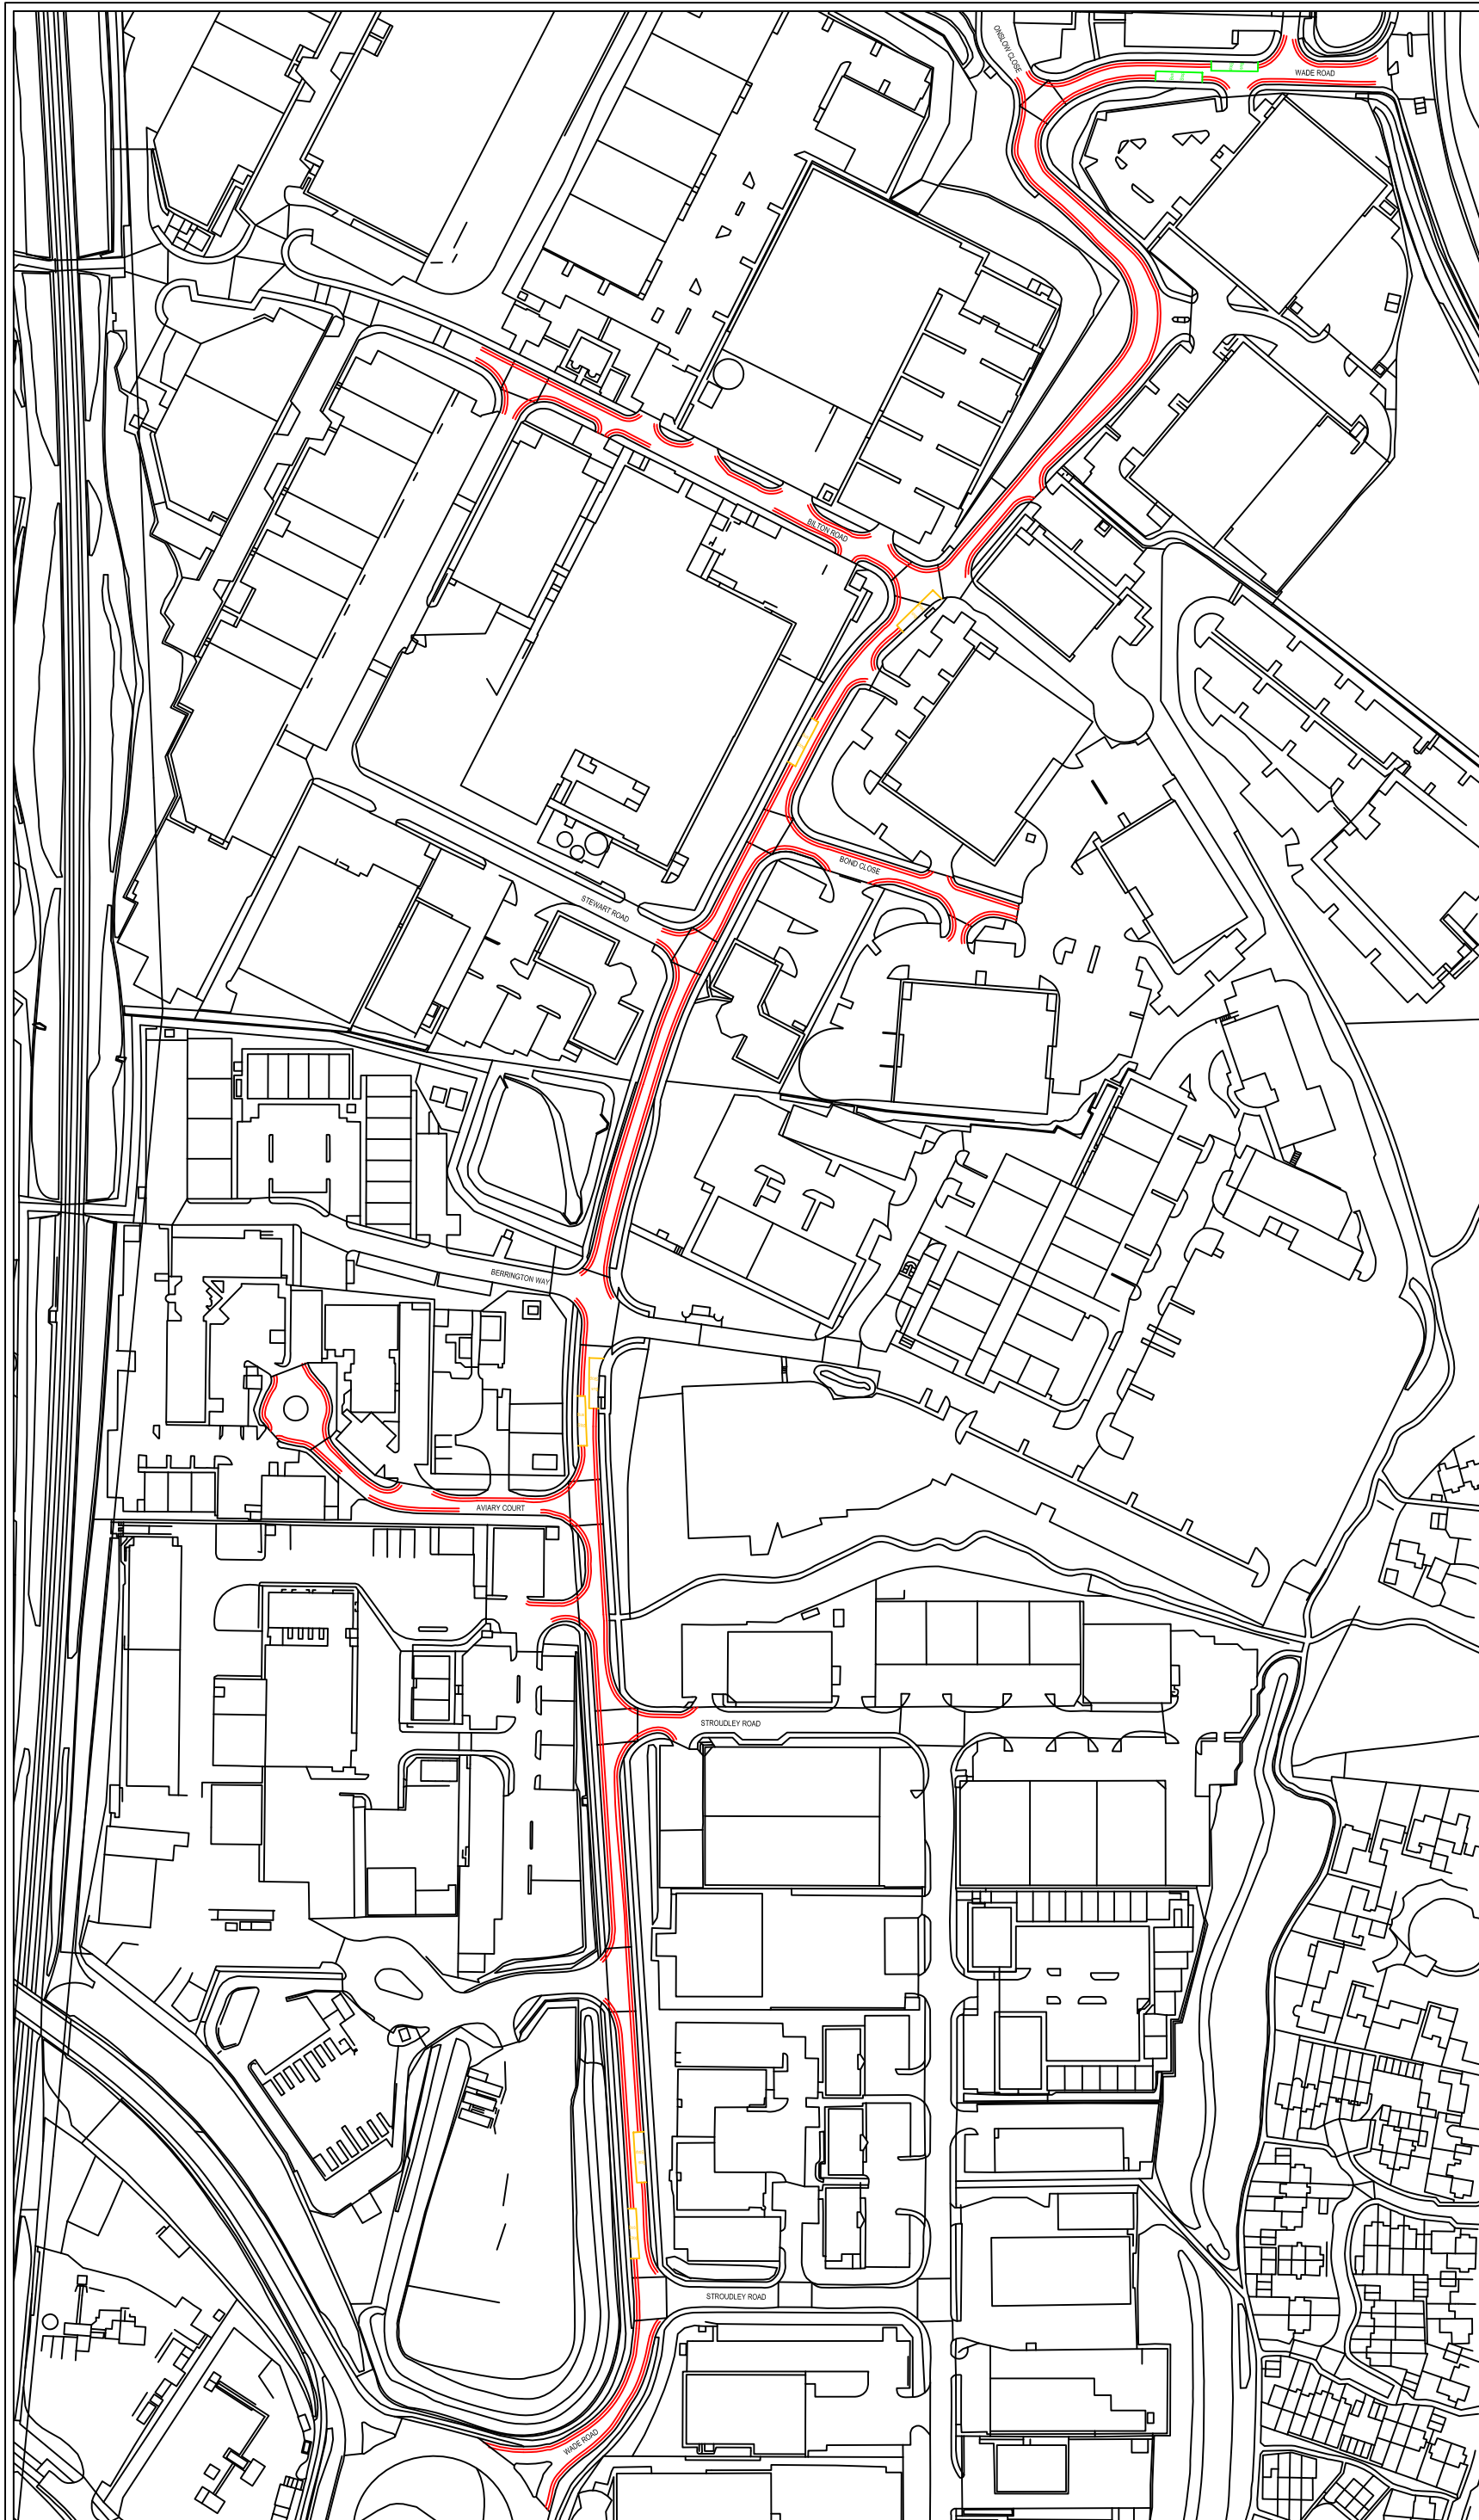 ONSLOW CLOSE
WADE ROAD
BILTON ROAD
BOND CLOSE
STEWART ROAD
BERRINGTON WAY
AVIARY COURT
STROUDLEY ROAD
STROUDLEY ROAD
WADE ROAD